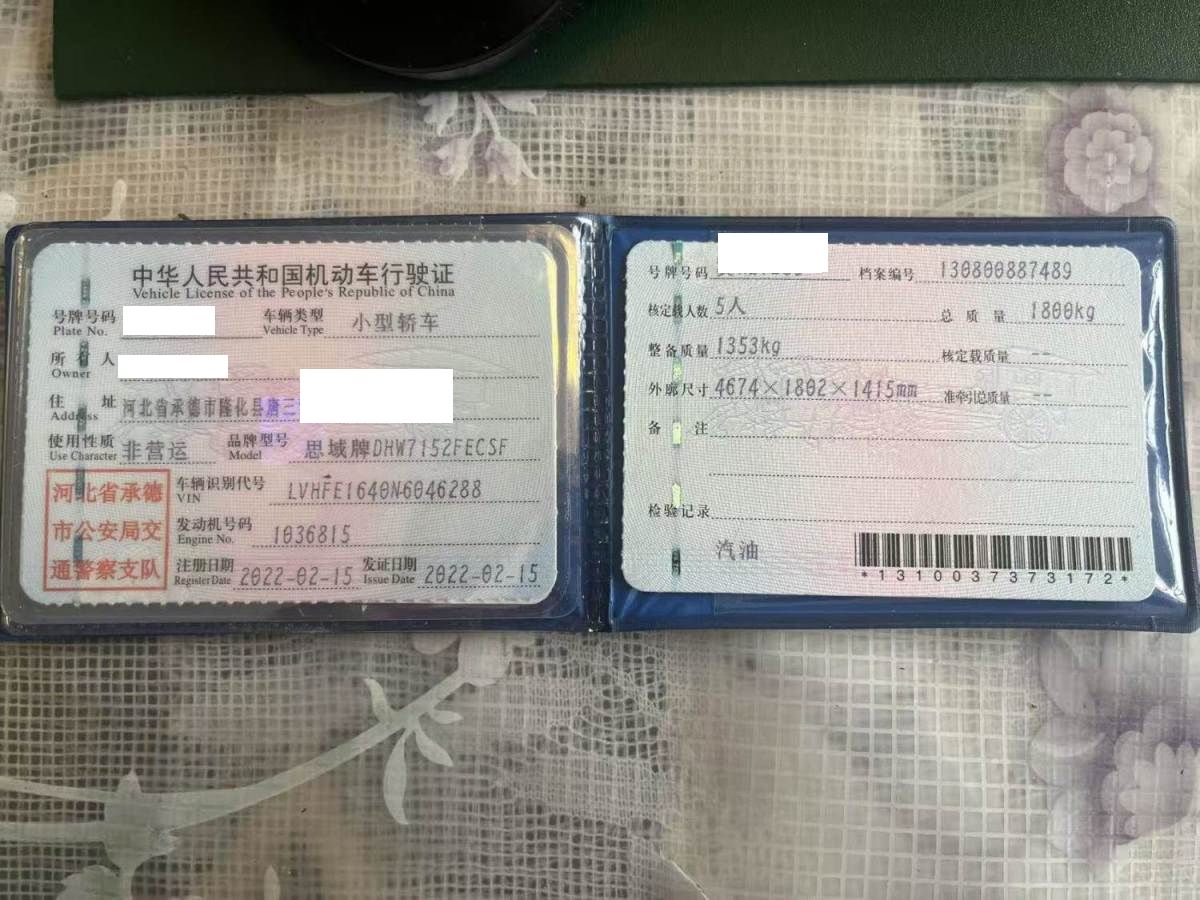 中华人民共和国机动车行驶证
Vehicle License of the People's Republic of China
号牌号码 车辆类型 小型轿车
Plate No. Vehicle Type
所有人
Owner
住址 河北省承德市隆化县唐三
Address
使用性质 非营运 品牌型号 思域牌DHW7152FECSF
Use Character Model
河北省承德
市公安局交
通警察支队
车辆识别代号 LVHFE1640N6046288
VIN
发动机号码 1036815
Engine No.
注册日期 2022-02-15 发证日期 2022-02-15
Register Date Issue Date
号牌号码 档案编号 130800887489
核定载人数 5人 总质量 1800kg
整备质量 1353kg 核定载质量 --
外廓尺寸 4674×1802×1415mm 准牵引总质量 --
备注
检验记录
汽油
*1310037373172*